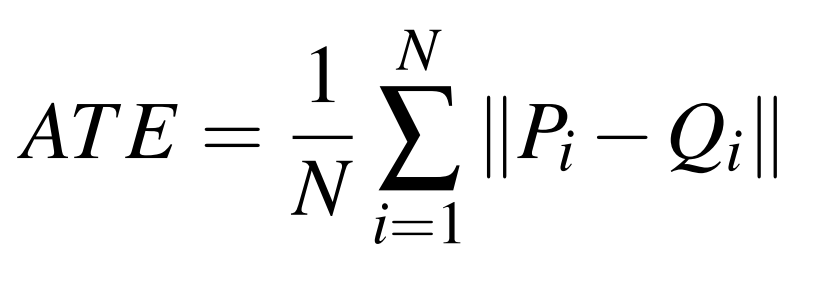 ATE = \frac{1}{N} \sum_{i=1}^{N} \|P_i - Q_i\|